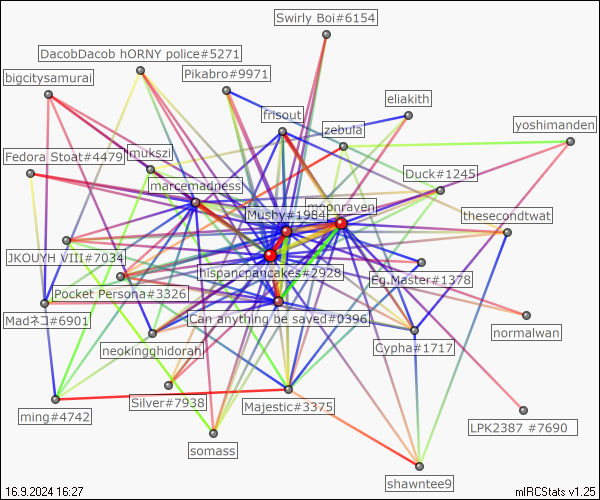 Swirly Boi#6154
DacobDacob hORNY police#5271
Pikabro#9971
bigcitysamurai
eliakith
frisout
yoshimanden
zebula
Fedora Stoat#4479
mukszi
Duck#1245
marcemadness
monraven
Mushy#1984
thesecondtwat
JKOUYH VIII#7034
hispancpancakes#2928
Eg.Master#1378
Pocket Persona#3326
Madネコ#6901
Can anything be saved#0396
normalwan
neokingghidorah
Cypha#1717
Silver#7938
Majestic#3375
ming#4742
LPK2387 #7690
somass
shawntee9
16.9.2024 16:27
mIRCStats v1.25